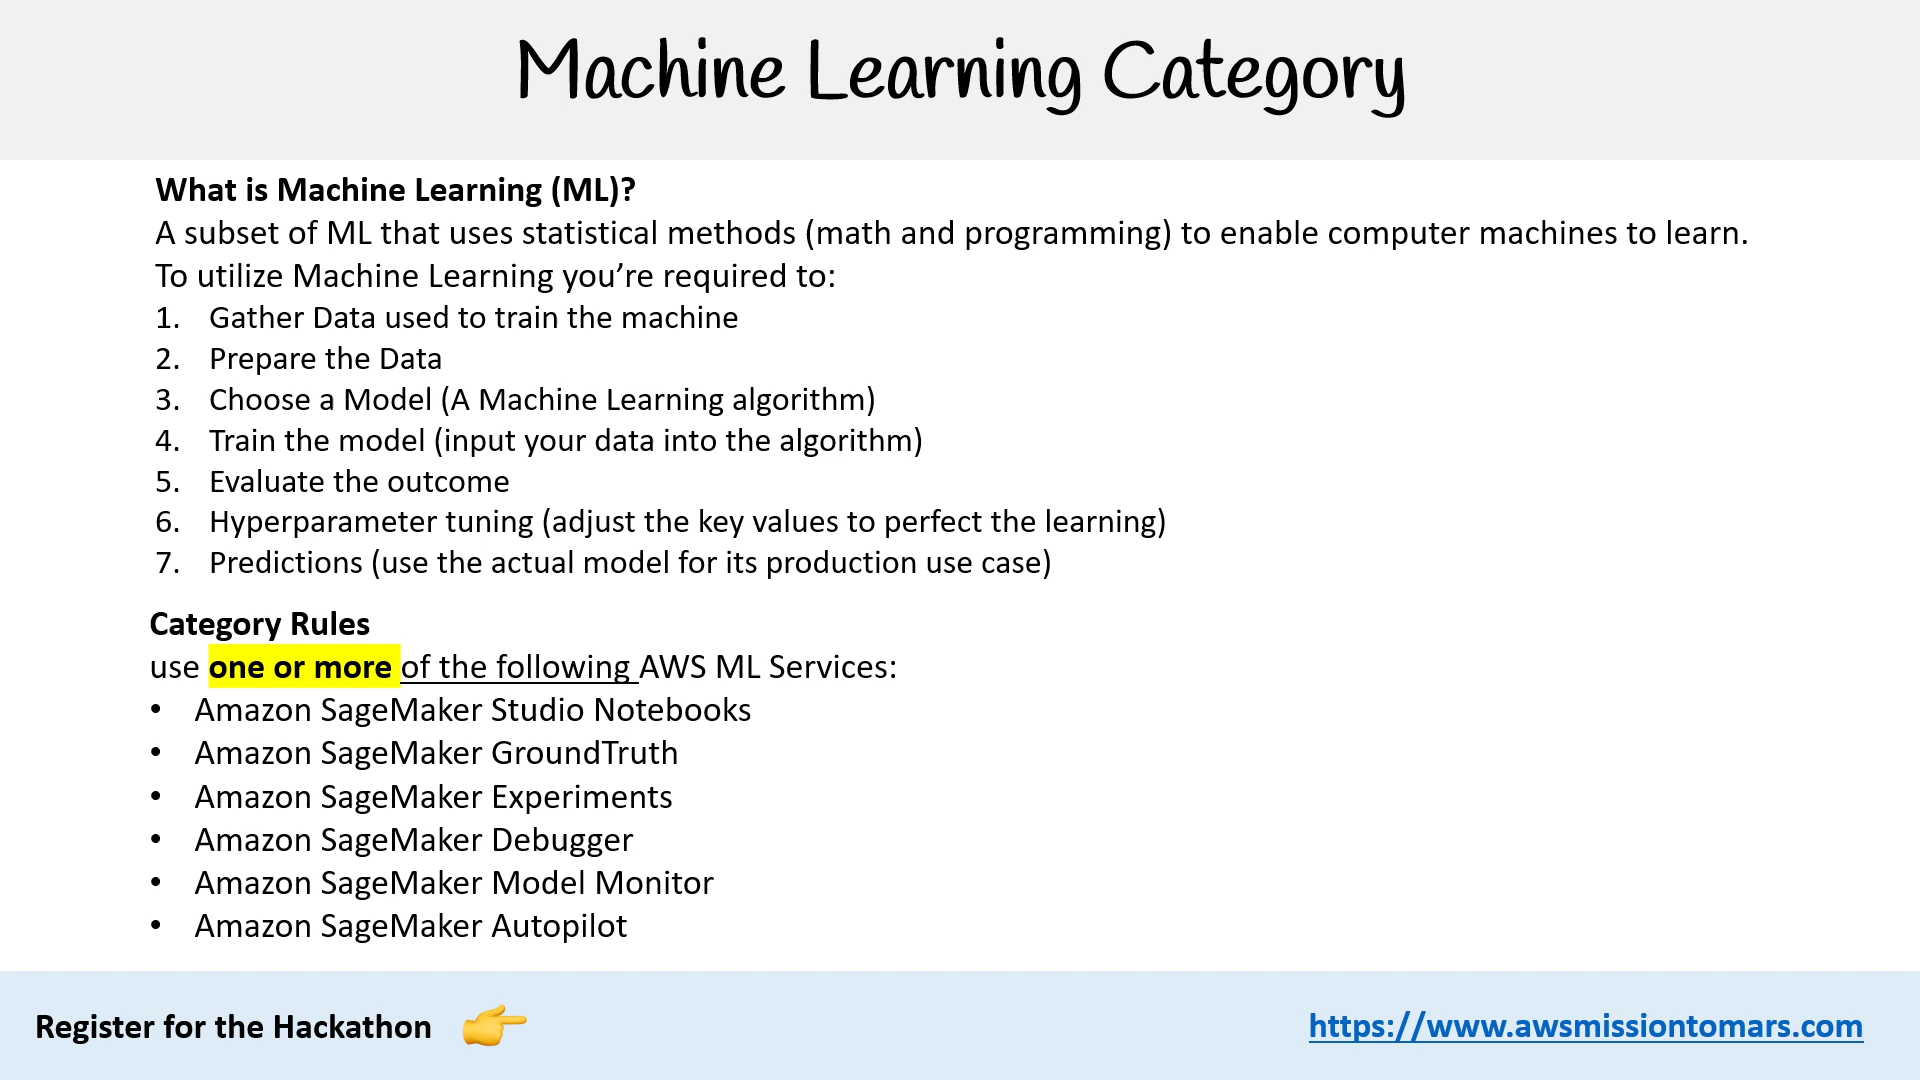 Machine Learning Category
What is Machine Learning (ML)?
A subset of ML that uses statistical methods (math and programming) to enable computer machines to learn.
To utilize Machine Learning you’re required to:
1. Gather Data used to train the machine
2. Prepare the Data
3. Choose a Model (A Machine Learning algorithm)
4. Train the model (input your data into the algorithm)
5. Evaluate the outcome
6. Hyperparameter tuning (adjust the key values to perfect the learning)
7. Predictions (use the actual model for its production use case)
Category Rules
use one or more of the following AWS ML Services:
• Amazon SageMaker Studio Notebooks
• Amazon SageMaker GroundTruth
• Amazon SageMaker Experiments
• Amazon SageMaker Debugger
• Amazon SageMaker Model Monitor
• Amazon SageMaker Autopilot
Register for the Hackathon
https://www.awsmissiontomars.com